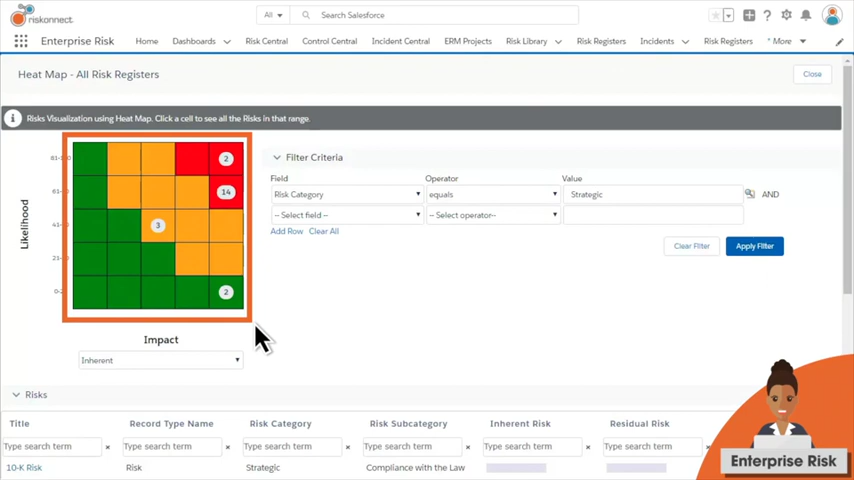 riskonnect.
All
Search Salesforce
Enterprise Risk
Home
Dashboards
Risk Central
Control Central
Incident Central
ERM Projects
Risk Library
Risk Registers
Incidents
Risk Registers
* More
Heat Map - All Risk Registers
Close
Risks Visualization using Heat Map. Click a cell to see all the Risks in that range.
Filter Criteria
Field
Operator
Value
Risk Category
equals
Strategic
AND
-- Select field --
-- Select operator--
Add Row
Clear All
Clear Filter
Apply Filter
Likelihood
2
14
3
2
Impact
Inherent
Risks
Title
Record Type Name
Risk Category
Risk Subcategory
Inherent Risk
Residual Risk
Type search term
×
Type search term
×
Type search term
×
Type search term
×
Type search term
×
Type search term
×
10-K Risk
Risk
Strategic
Compliance with the Law
Enterprise Risk